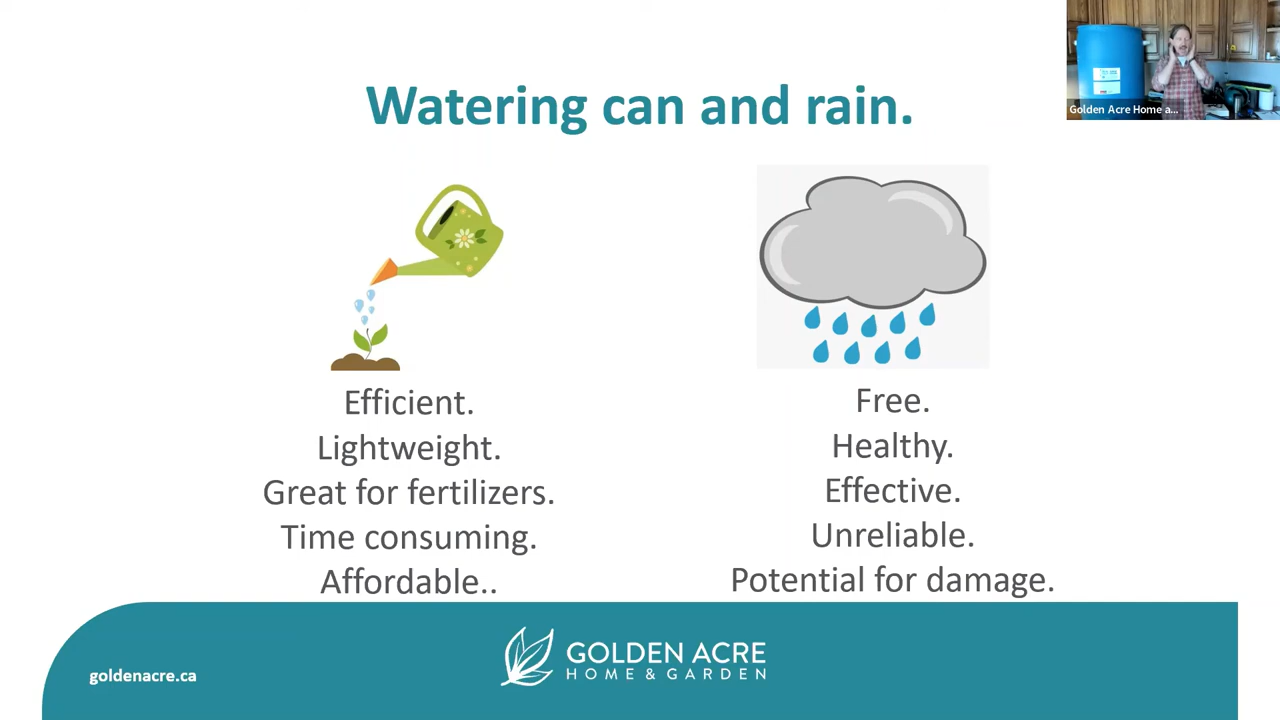 Golden Acre Home a...
Watering can and rain.
Efficient.
Lightweight.
Great for fertilizers.
Time consuming.
Affordable..
Free.
Healthy.
Effective.
Unreliable.
Potential for damage.
goldenacre.ca
GOLDEN ACRE
HOME & GARDEN